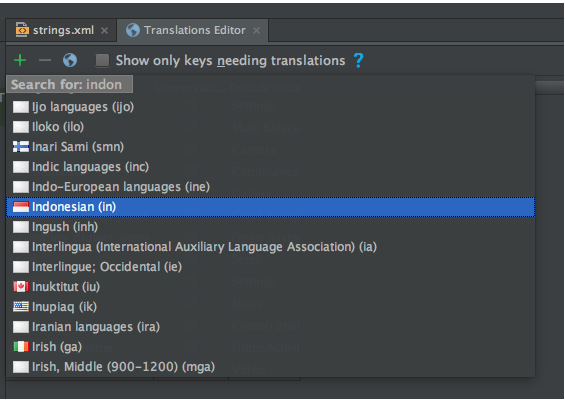 strings.xml
Translations Editor
Show only keys needing translations ?
Search for: indon
Ijo languages (ijo)
Iloko (ilo)
Inari Sami (smn)
Indic languages (inc)
Indo-European languages (ine)
Indonesian (in)
Ingush (inh)
Interlingua (International Auxiliary Language Association) (ia)
Interlingue; Occidental (ie)
Inuktitut (iu)
Inupiaq (ik)
Iranian languages (ira)
Irish (ga)
Irish, Middle (900-1200) (mga)